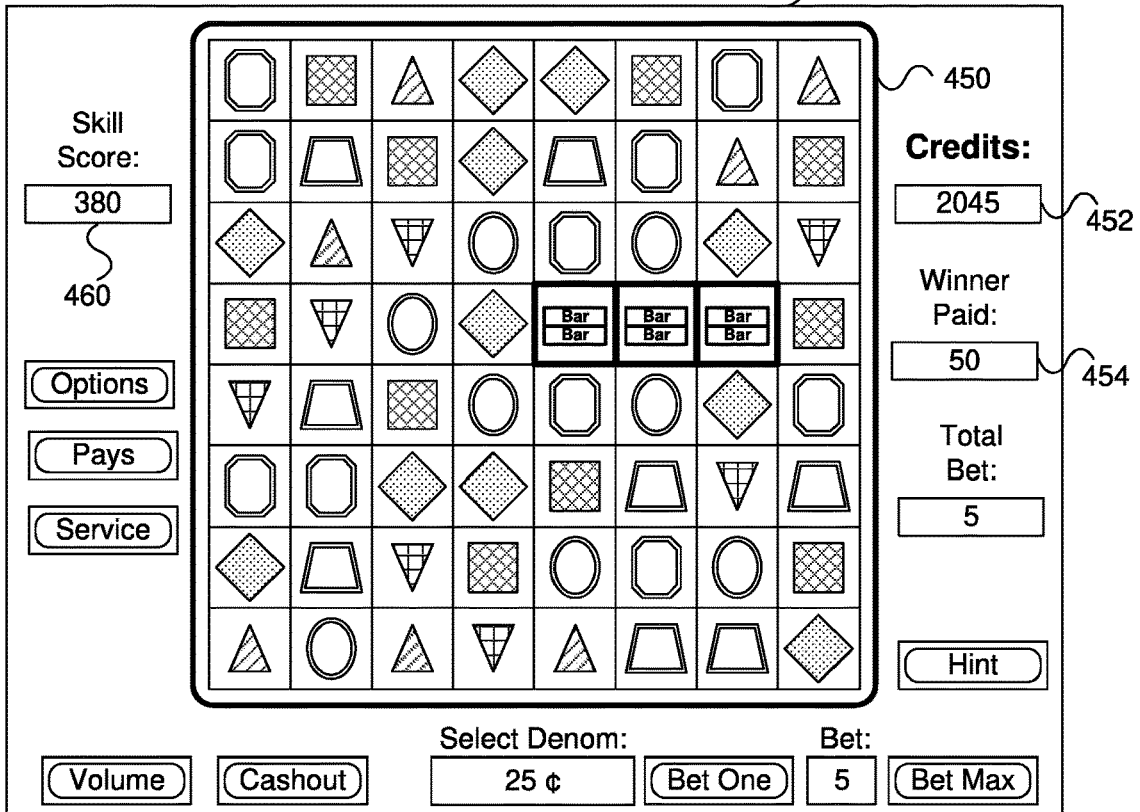 450
Skill
Score:
380
460
Credits:
2045
452
Winner
Paid:
50
454
Bar Bar Bar
Bar Bar Bar
Options
Pays
Service
Total
Bet:
5
Hint
Select Denom:
Bet:
Volume
Cashout
25 ¢
Bet One
5
Bet Max